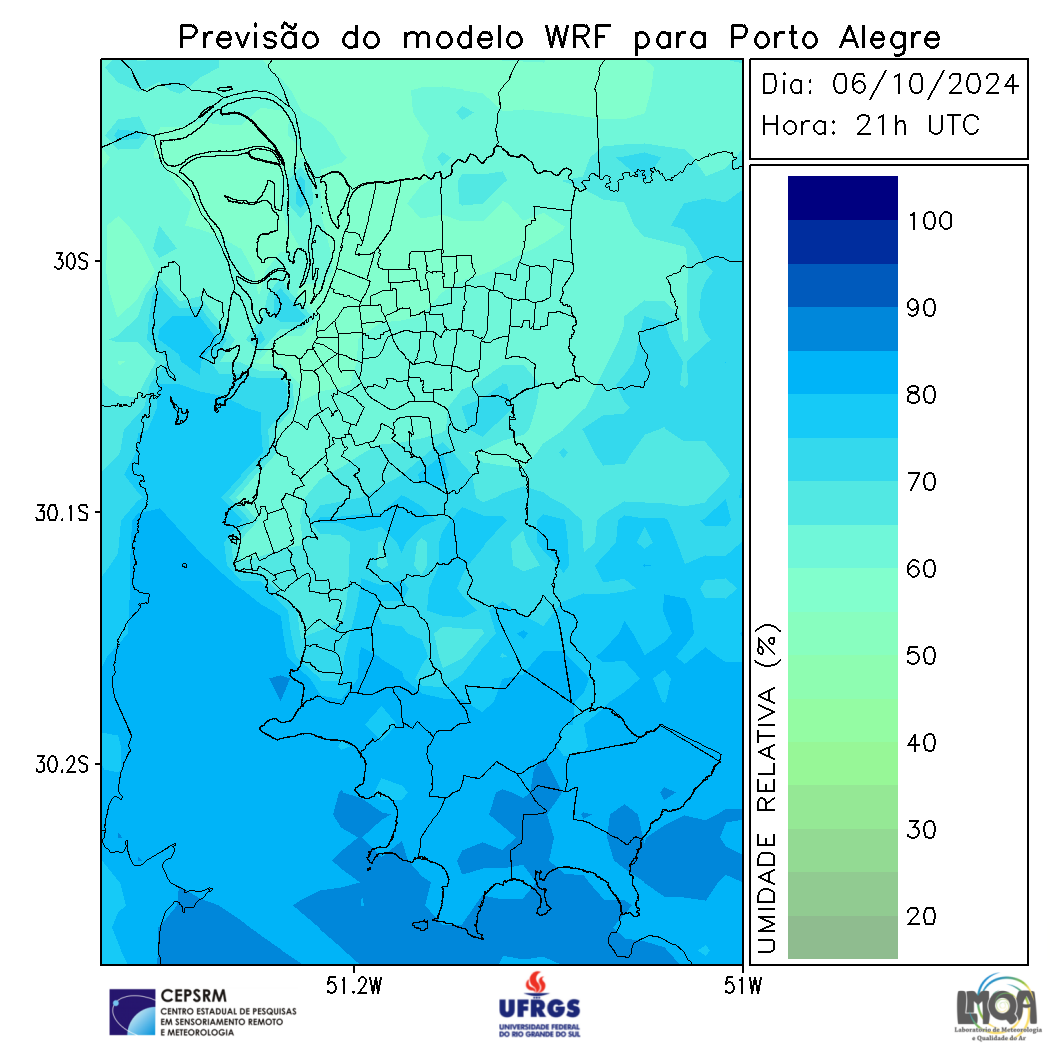 Previsão do modelo WRF para Porto Alegre
Dia: 06/10/2024
Hora: 21h UTC
30S
30.1S
30.2S
51.2W
51W
100
90
80
70
60
50
40
30
20
UMIDADE RELATIVA (%)
CEPSRM
CENTRO ESTADUAL DE PESQUISAS
EM SENSORIAMENTO REMOTO
E METEOROLOGIA
UFRGS
UNIVERSIDADE FEDERAL
DO RIO GRANDE DO SUL
LMQA
Laboratório de Meteorologia
e Qualidade do Ar